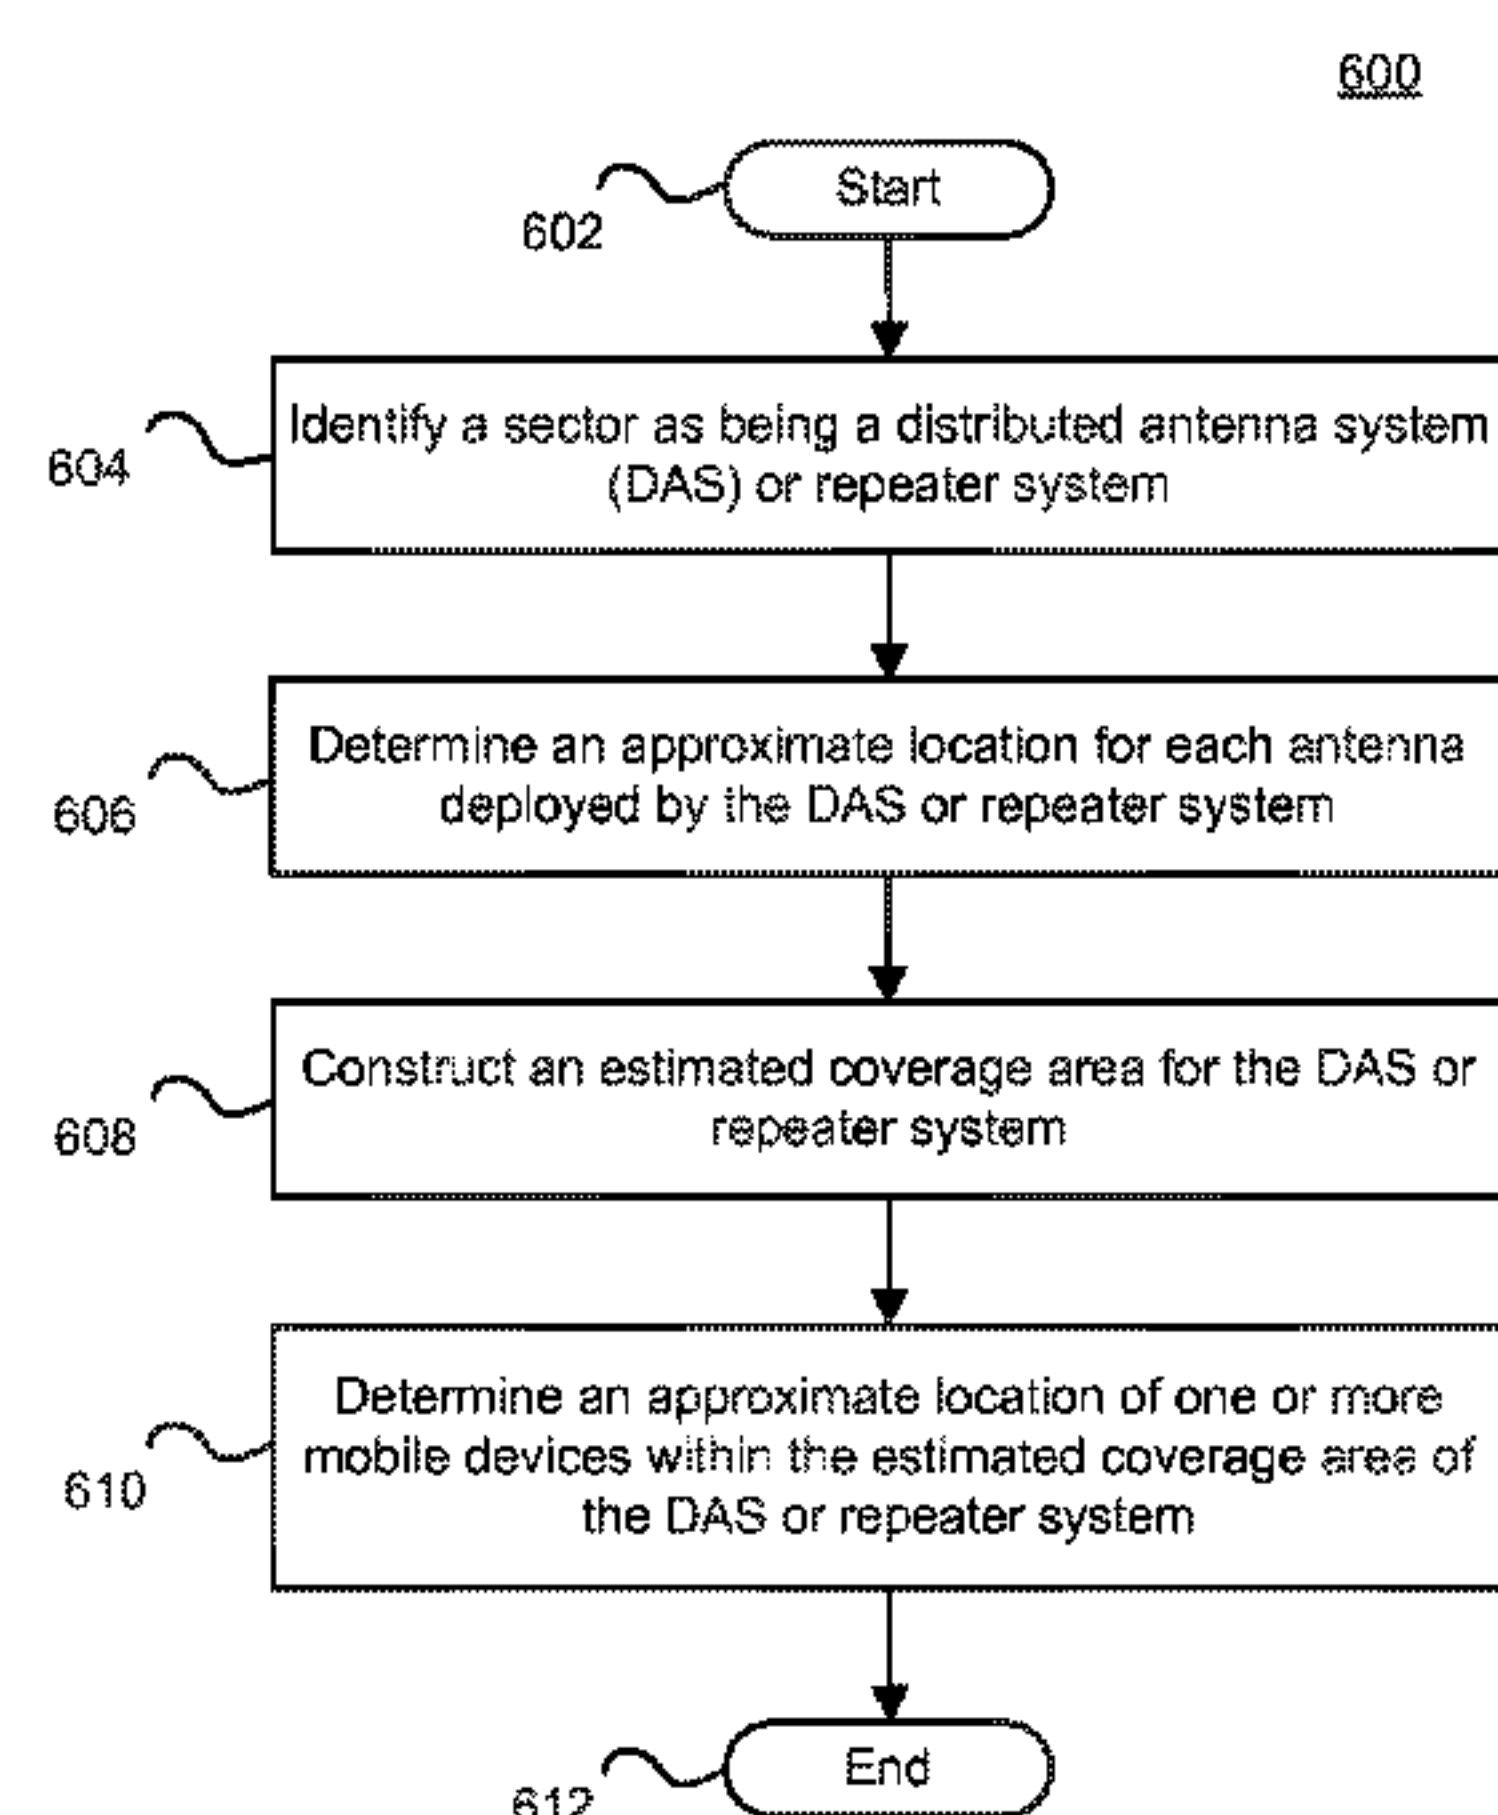 600
Start
602
Identify a sector as being a distributed antenna system
(DAS) or repeater system
604
Determine an approximate location for each antenna
deployed by the DAS or repeater system
606
Construct an estimated coverage area for the DAS or
repeater system
608
Determine an approximate location of one or more
mobile devices within the estimated coverage area of
the DAS or repeater system
610
End
612